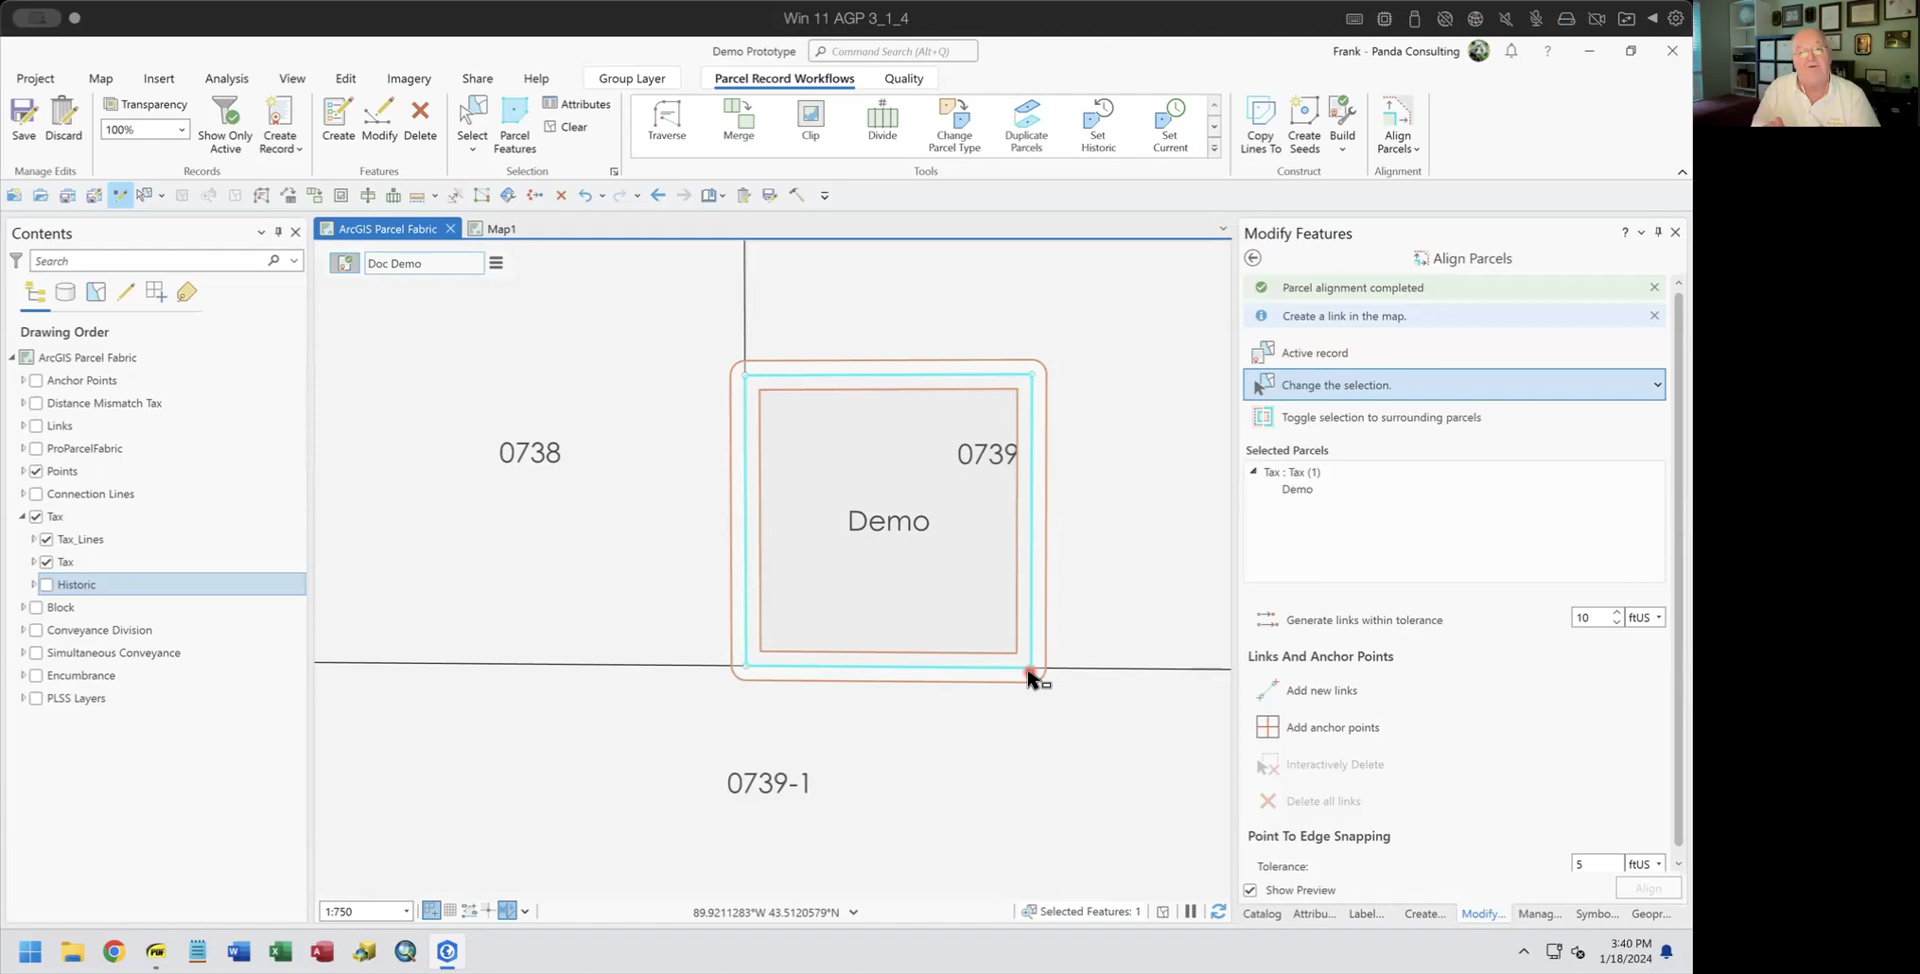 Win 11 AGP 3_1_4
Demo Prototype
Command Search (Alt+Q)
Frank - Panda Consulting
?
Project Map Insert Analysis View Edit Imagery Share Help Group Layer Parcel Record Workflows Quality
Save
Discard
Manage Edits
Transparency
100%
Show Only Active
Create Record
Records
Create
Modify
Delete
Features
Select
Parcel Features
Attributes
Clear
Selection
Traverse
Merge
Clip
Divide
Change Parcel Type
Duplicate Parcels
Set Historic
Set Current
Tools
Copy Lines To
Create Seeds
Build
Construct
Align Parcels
Alignment
Contents
Search
Drawing Order
ArcGIS Parcel Fabric
Anchor Points
Distance Mismatch Tax
Links
ProParcelFabric
Points
Connection Lines
Tax
Tax_Lines
Tax
Historic
Block
Conveyance Division
Simultaneous Conveyance
Encumbrance
PLSS Layers
ArcGIS Parcel Fabric
Map1
Doc Demo
0738
0739
Demo
0739-1
1:750
89.9211283°W 43.5120579°N
Selected Features: 1
Modify Features
?
Align Parcels
Parcel alignment completed
Create a link in the map.
Active record
Change the selection.
Toggle selection to surrounding parcels
Selected Parcels
Tax : Tax (1)
Demo
Generate links within tolerance 10 ftUS
Links And Anchor Points
Add new links
Add anchor points
Interactively Delete
Delete all links
Point To Edge Snapping
Tolerance: 5 ftUS
Show Preview
Align
Catalog Attribu... Label... Create... Modify... Manag... Symbo... Geopr...
3:40 PM
1/18/2024